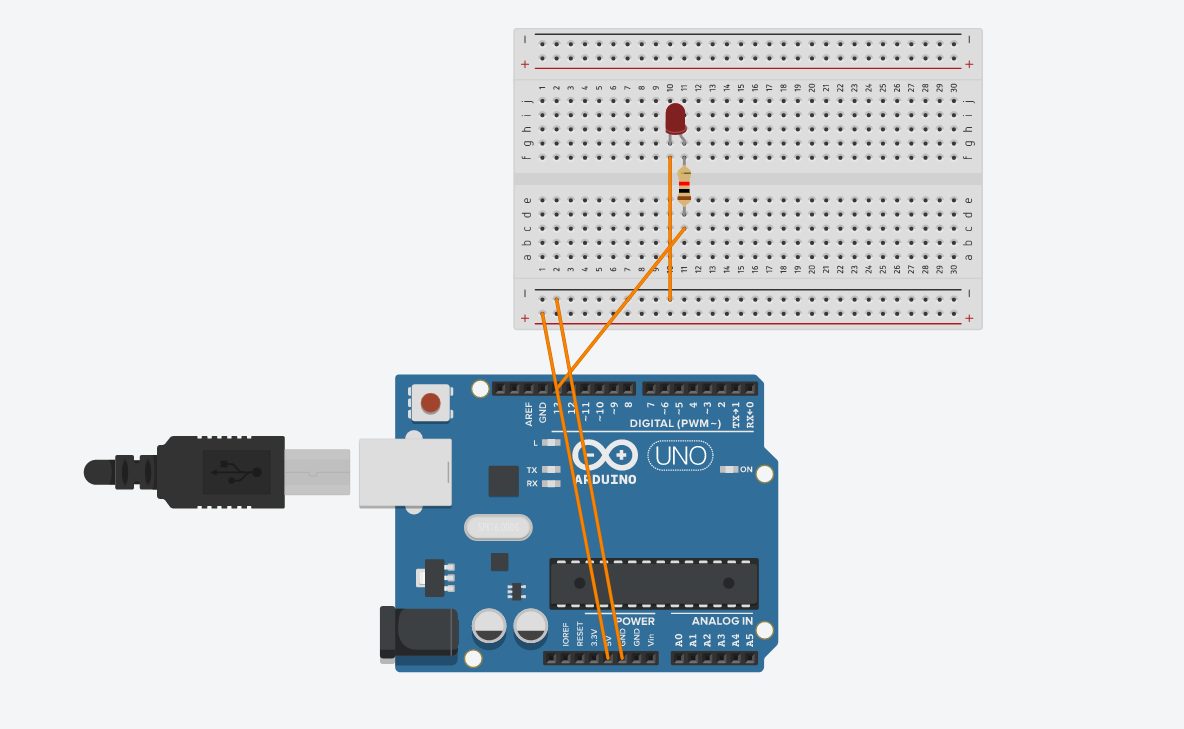 − −
+ +
1 2 3 4 5 6 7 8 9 10 11 12 13 14 15 16 17 18 19 20 21 22 23 24 25 26 27 28 29 30
j j
i i
h h
g g
f f
e e
d d
c c
b b
a a
1 2 3 4 5 6 7 8 9 10 11 12 13 14 15 16 17 18 19 20 21 22 23 24 25 26 27 28 29 30
− −
+ +
AREF GND 13 12 ~11 ~10 ~9 8 7 ~6 ~5 4 ~3 2 TX→1 RX←0
DIGITAL (PWM~)
L
UNO
TX
RX
ON
ARDUINO
POWER ANALOG IN
IOREF RESET 3.3V 5V GND GND Vin A0 A1 A2 A3 A4 A5